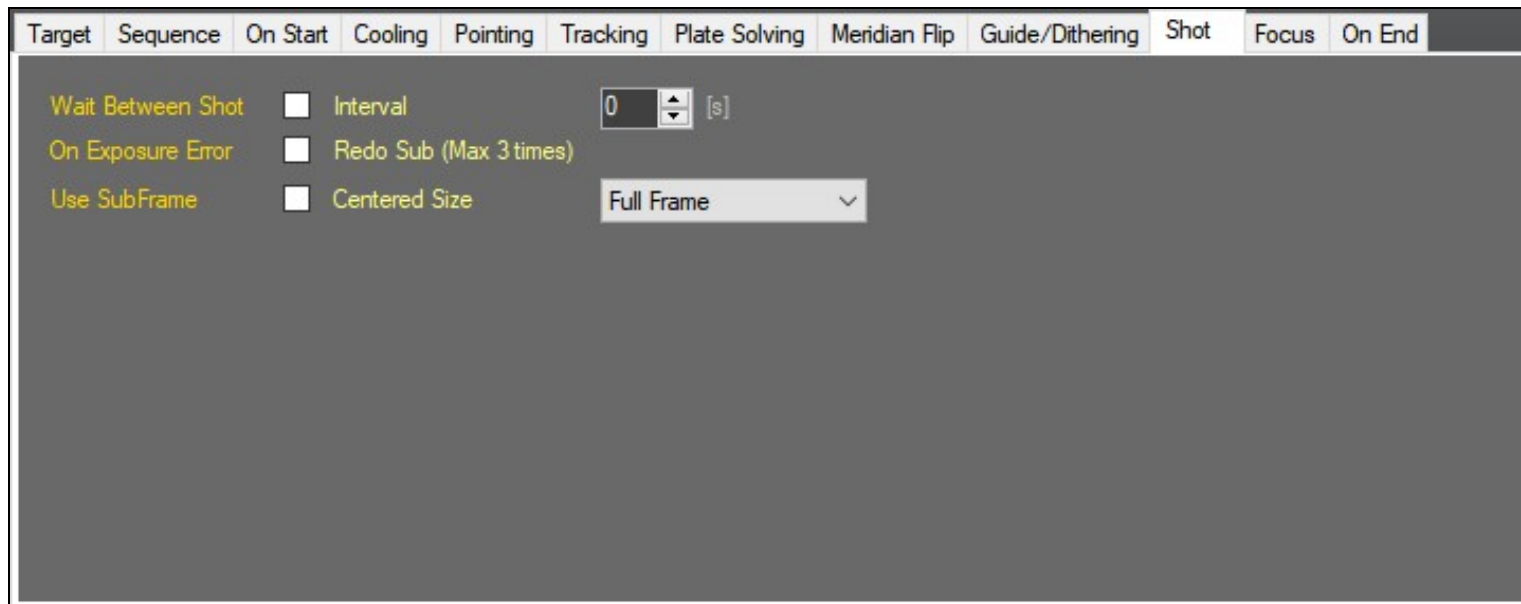 Target Sequence On Start Cooling Pointing Tracking Plate Solving Meridian Flip Guide/Dithering Shot Focus On End
Wait Between Shot Interval 0 [s]
On Exposure Error Redo Sub (Max 3 times)
Use SubFrame Centered Size Full Frame